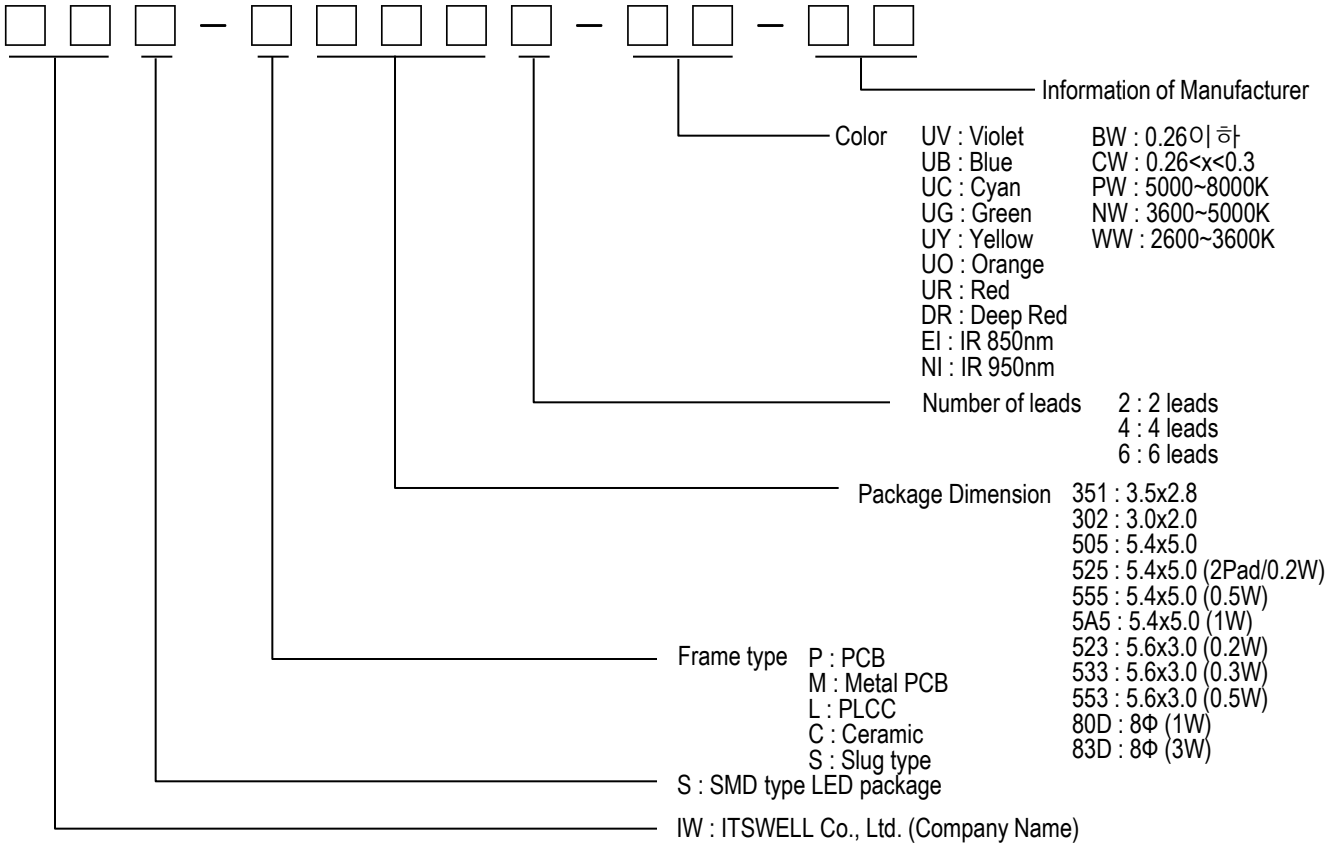 Information of Manufacturer
Color
UV : Violet
UB : Blue
UC : Cyan
UG : Green
UY : Yellow
UO : Orange
UR : Red
DR : Deep Red
EI : IR 850nm
NI : IR 950nm
BW : 0.26이하
CW : 0.26<x<0.3
PW : 5000~8000K
NW : 3600~5000K
WW : 2600~3600K
Number of leads
2 : 2 leads
4 : 4 leads
6 : 6 leads
Package Dimension
351 : 3.5x2.8
302 : 3.0x2.0
505 : 5.4x5.0
525 : 5.4x5.0 (2Pad/0.2W)
555 : 5.4x5.0 (0.5W)
5A5 : 5.4x5.0 (1W)
523 : 5.6x3.0 (0.2W)
533 : 5.6x3.0 (0.3W)
553 : 5.6x3.0 (0.5W)
80D : 8Φ (1W)
83D : 8Φ (3W)
Frame type
P : PCB
M : Metal PCB
L : PLCC
C : Ceramic
S : Slug type
S : SMD type LED package
IW : ITSWELL Co., Ltd. (Company Name)